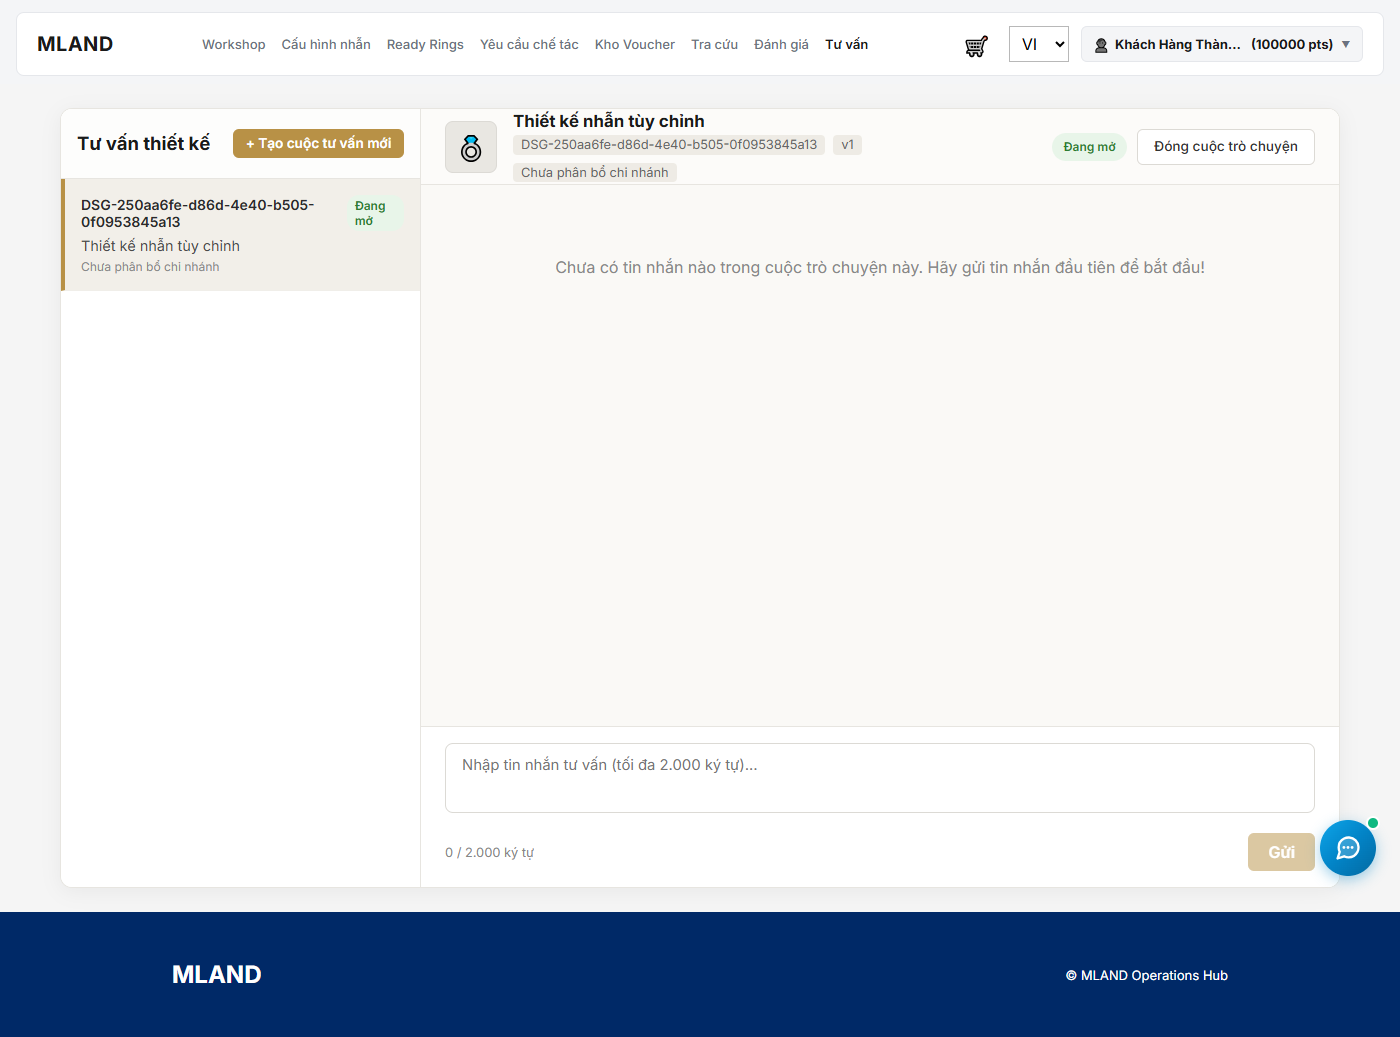 MLAND
Workshop
Cấu hình nhẫn
Ready Rings
Yêu cầu chế tác
Kho Voucher
Tra cứu
Đánh giá
Tư vấn
VI
Khách Hàng Thàn... (100000 pts)
Tư vấn thiết kế
+ Tạo cuộc tư vấn mới
DSG-250aa6fe-d86d-4e40-b505-
0f0953845a13
Đang
mở
Thiết kế nhẫn tùy chỉnh
Chưa phân bổ chi nhánh
Thiết kế nhẫn tùy chỉnh
DSG-250aa6fe-d86d-4e40-b505-0f0953845a13
v1
Chưa phân bổ chi nhánh
Đang mở
Đóng cuộc trò chuyện
Chưa có tin nhắn nào trong cuộc trò chuyện này. Hãy gửi tin nhắn đầu tiên để bắt đầu!
Nhập tin nhắn tư vấn (tối đa 2.000 ký tự)...
0 / 2.000 ký tự
Gửi
MLAND
© MLAND Operations Hub